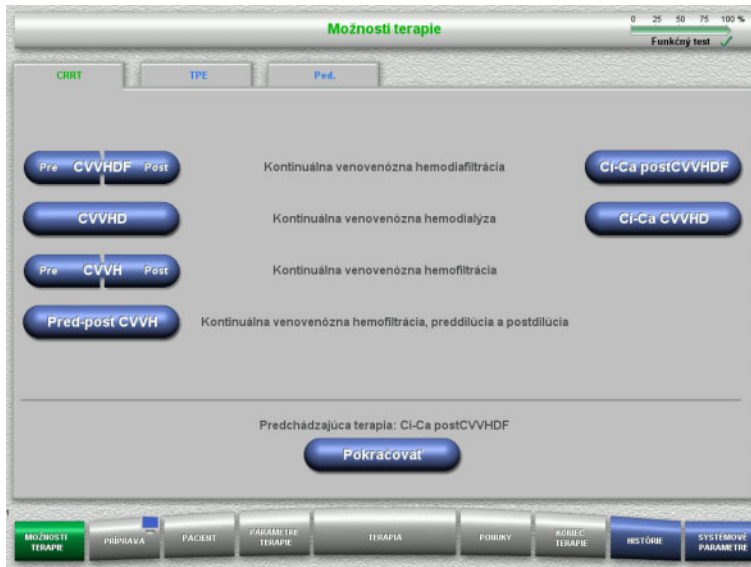 Možnosti terapie
0 25 50 75 100 %
Funkčný test
CRRT TPE Ped.
Pre CVVHDF Post Kontinuálna venovenózna hemodiafiltrácia Ci-Ca postCVVHDF
CVVHD Kontinuálna venovenózna hemodialýza Ci-Ca CVVHD
Pre CVVH Post Kontinuálna venovenózna hemofiltrácia
Pred-post CVVH Kontinuálna venovenózna hemofiltrácia, preddilúcia a postdilúcia
Predchádzajúca terapia: Ci-Ca postCVVHDF
Pokračovať
1
MOŽNOSTI TERAPIE PRÍPRAVA PACIENT PARAMETRE TERAPIE TERAPIA PONUKY KONIEC TERAPIE HISTÓRIE SYSTÉMOVÉ PARAMETRE